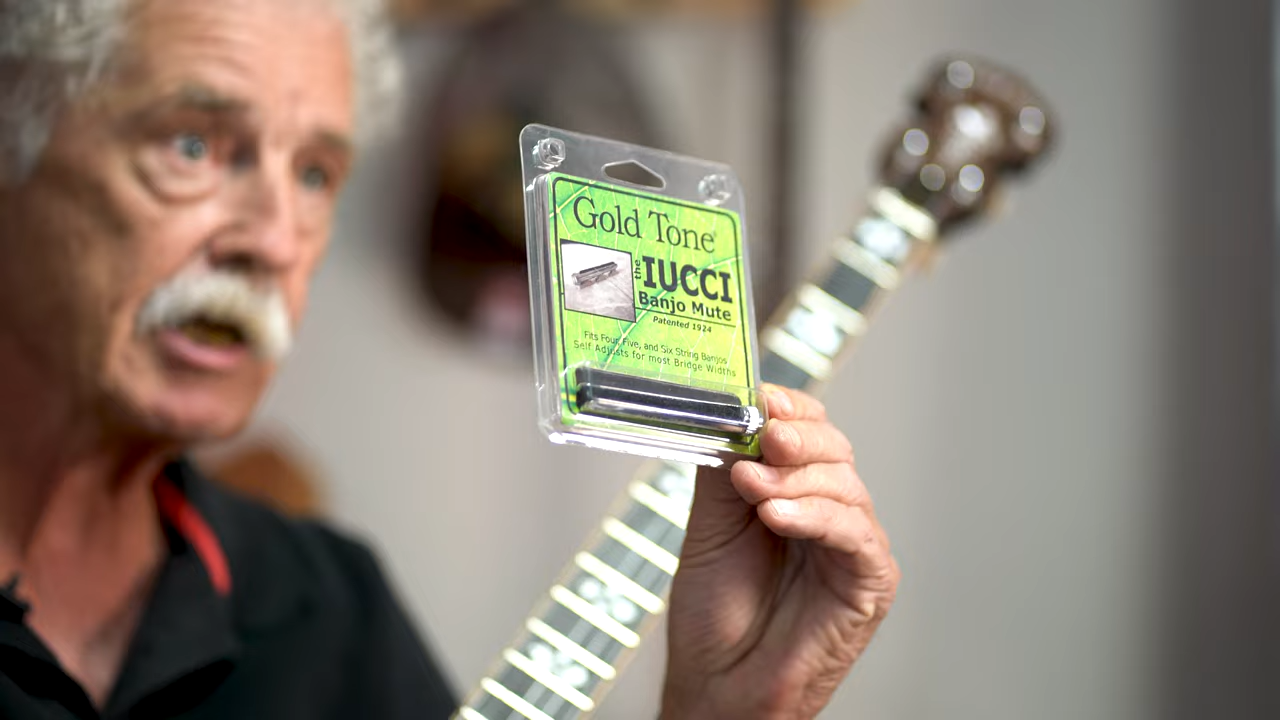 Gold Tone®
the IUCCI
Banjo Mute
Patented 1924
Fits Four, Five, and Six String Banjos
Self Adjusts for most Bridge Widths